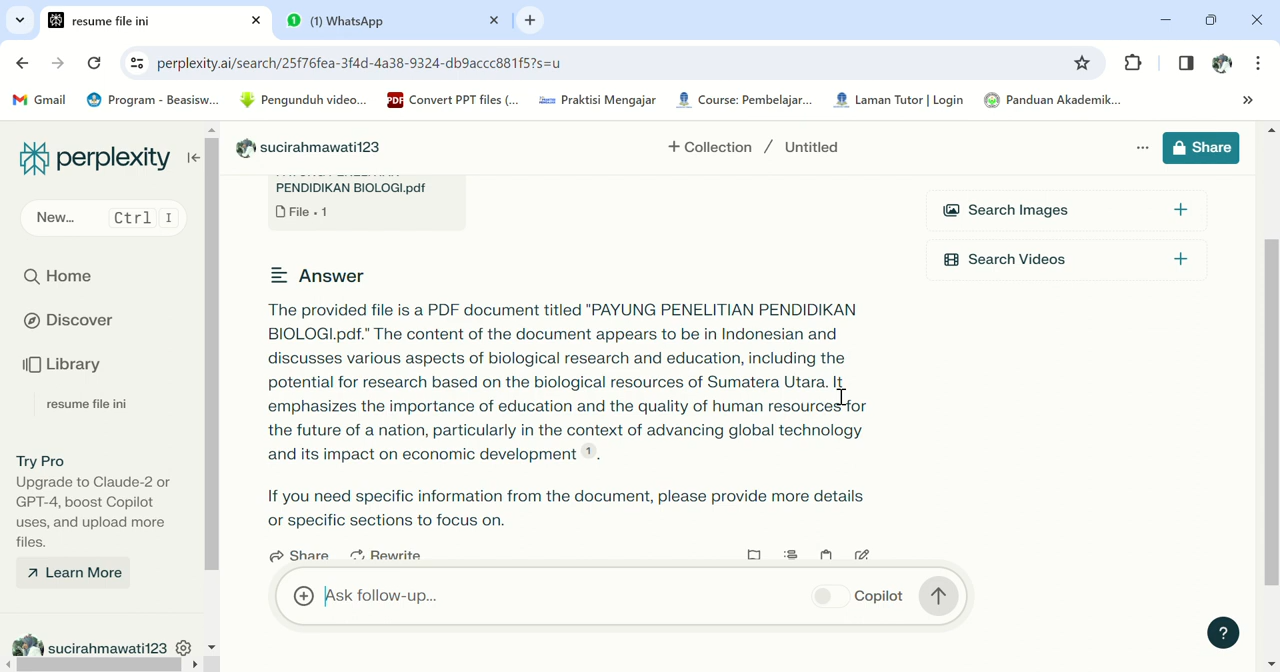 resume file ini
(1) WhatsApp
perplexity.ai/search/25f76fea-3f4d-4a38-9324-db9accc881f5?s=u
Gmail
Program - Beasisw...
Pengunduh video...
PDF
Convert PPT files (...
Praktisi Mengajar
Course: Pembelajar...
Laman Tutor | Login
Panduan Akademik...
perplexity
New...
Ctrl
I
Home
Discover
Library
resume file ini
Try Pro
Upgrade to Claude-2 or
GPT-4, boost Copilot
uses, and upload more
files.
Learn More
sucirahmawati123
sucirahmawati123
+ Collection / Untitled
Share
PENDIDIKAN BIOLOGI.pdf
File · 1
Answer
The provided file is a PDF document titled "PAYUNG PENELITIAN PENDIDIKAN
BIOLOGI.pdf." The content of the document appears to be in Indonesian and
discusses various aspects of biological research and education, including the
potential for research based on the biological resources of Sumatera Utara. It
emphasizes the importance of education and the quality of human resources for
the future of a nation, particularly in the context of advancing global technology
and its impact on economic development 1.
If you need specific information from the document, please provide more details
or specific sections to focus on.
Share
Rewrite
Ask follow-up...
Copilot
Search Images
Search Videos
?